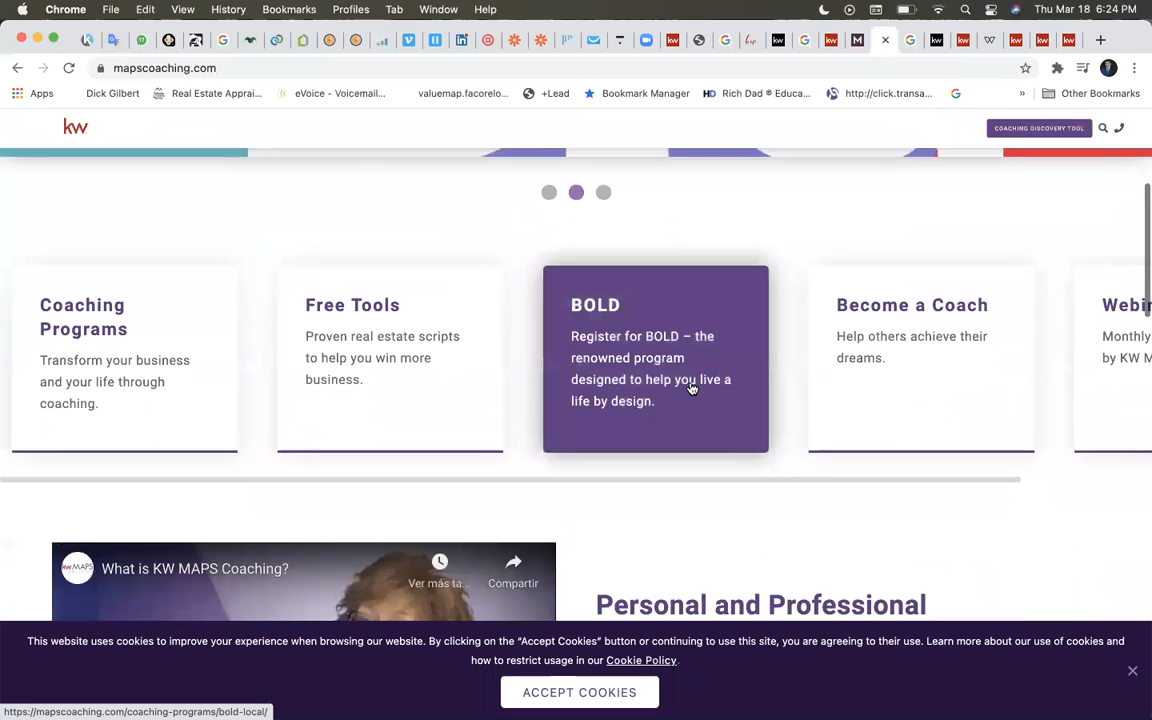 Chrome File Edit View History Bookmarks Profiles Tab Window Help Thu Mar 18 6:24 PM
mapscoaching.com
Apps Dick Gilbert Real Estate Apprai... eVoice - Voicemail... valuemap.facorelo... +Lead Bookmark Manager HD Rich Dad ® Educa... http://click.transa... » Other Bookmarks
kw COACHING DISCOVERY TOOL
Coaching
Programs
Transform your business
and your life through
coaching.
Free Tools
Proven real estate scripts
to help you win more
business.
BOLD
Register for BOLD – the
renowned program
designed to help you live a
life by design.
Become a Coach
Help others achieve their
dreams.
Webi
Monthly
by KW M
What is KW MAPS Coaching?
Ver más ta... Compartir
Personal and Professional
This website uses cookies to improve your experience when browsing our website. By clicking on the “Accept Cookies” button or continuing to use this site, you are agreeing to their use. Learn more about our use of cookies and
how to restrict usage in our Cookie Policy.
ACCEPT COOKIES
https://mapscoaching.com/coaching-programs/bold-local/